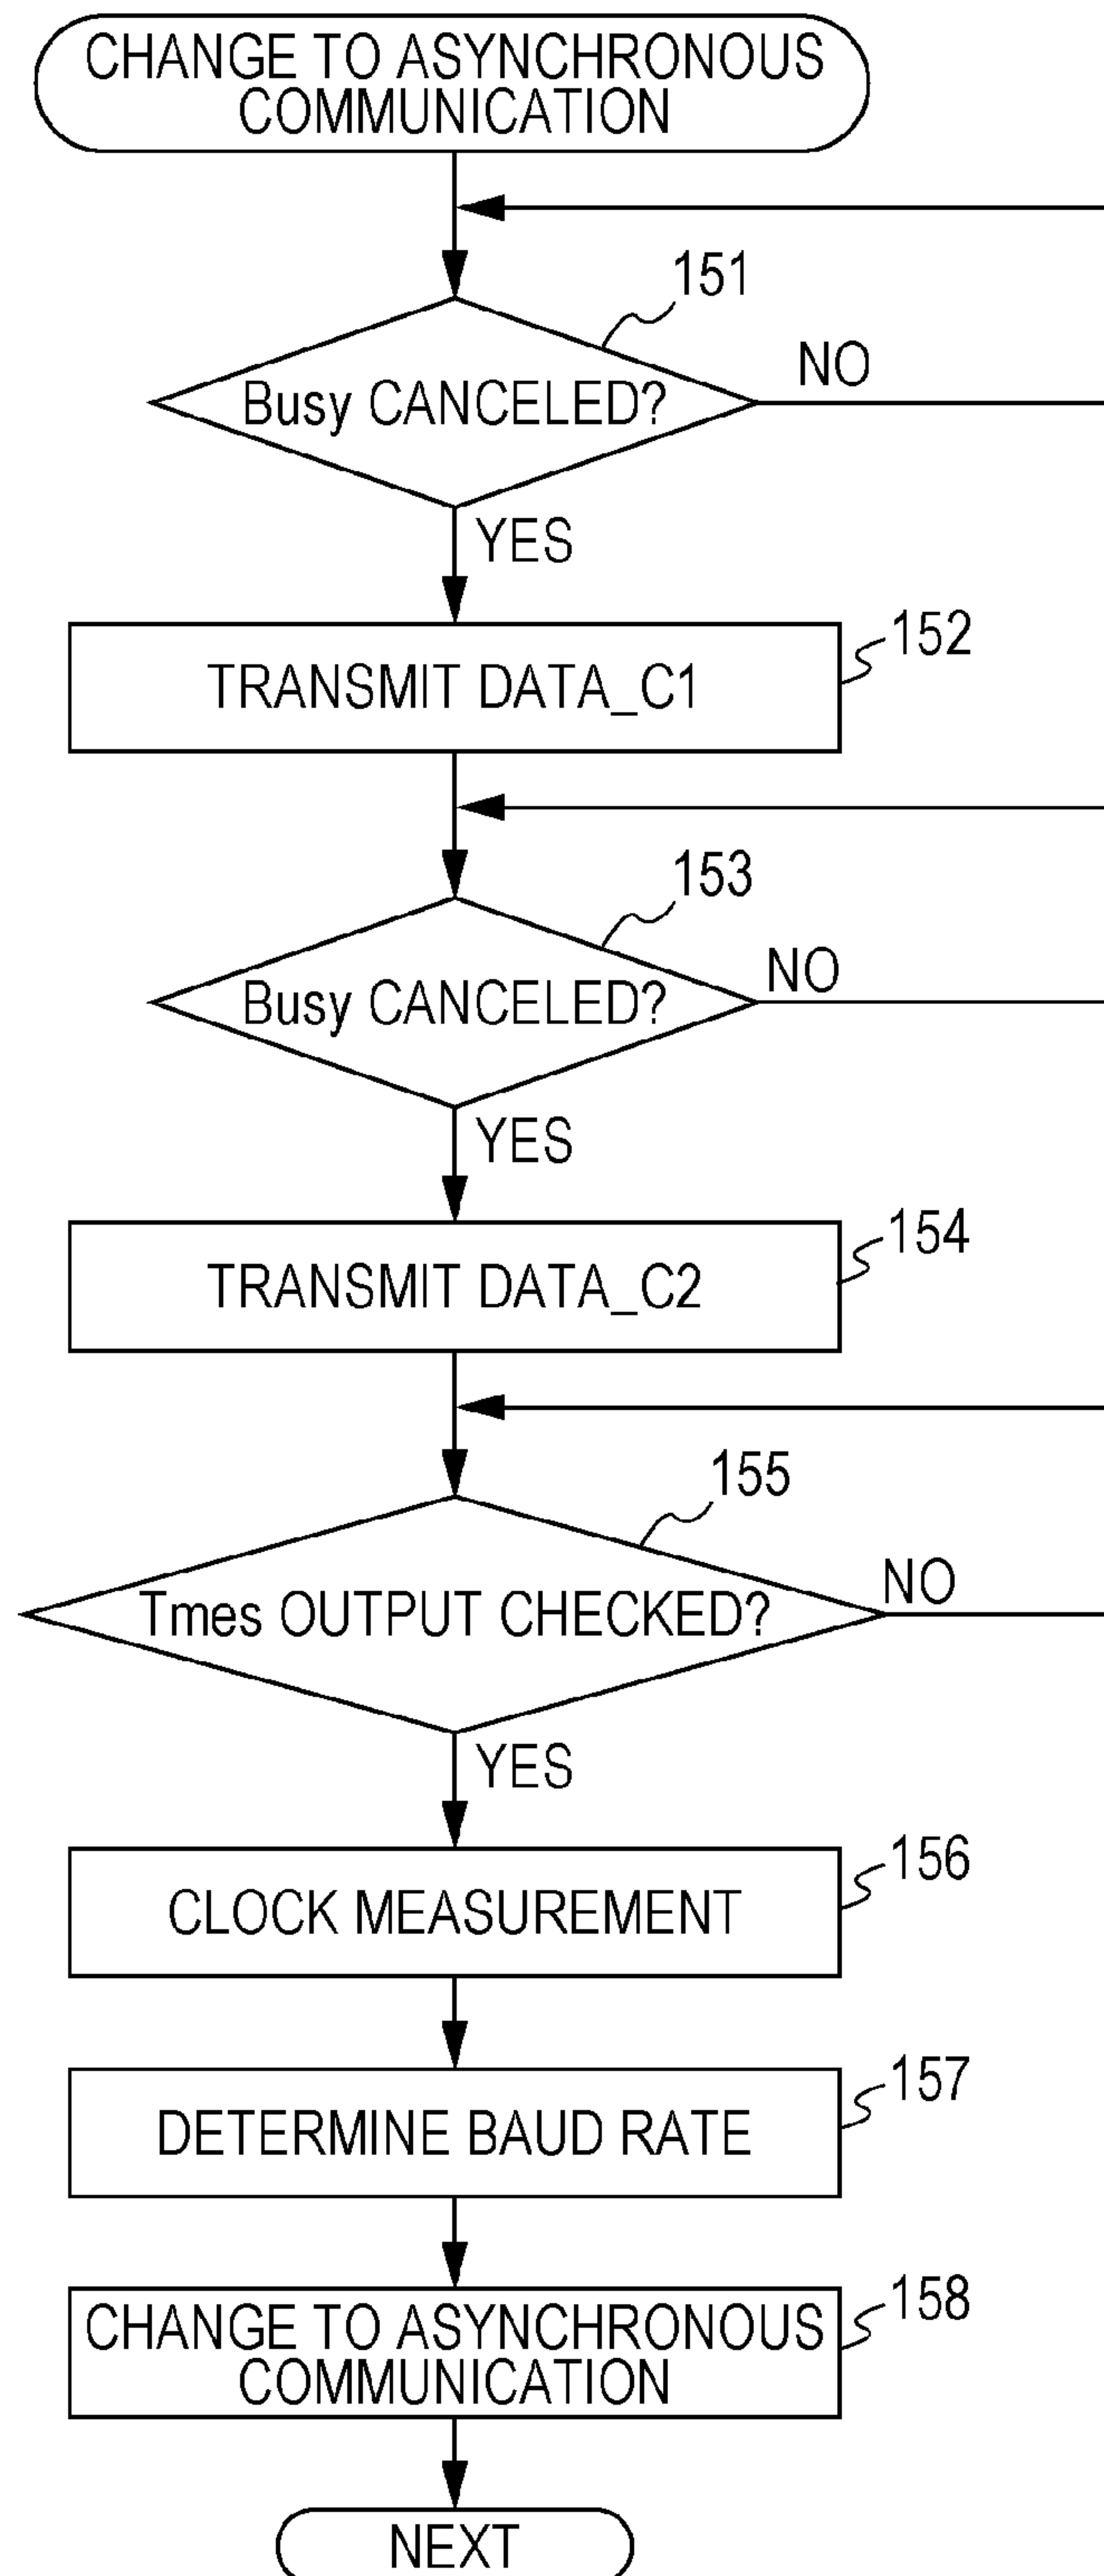 CHANGE TO ASYNCHRONOUS
COMMUNICATION
151
Busy CANCELED?
NO
YES
152
TRANSMIT DATA_C1
153
Busy CANCELED?
NO
YES
154
TRANSMIT DATA_C2
155
Tmes OUTPUT CHECKED?
NO
YES
156
CLOCK MEASUREMENT
157
DETERMINE BAUD RATE
158
CHANGE TO ASYNCHRONOUS
COMMUNICATION
NEXT